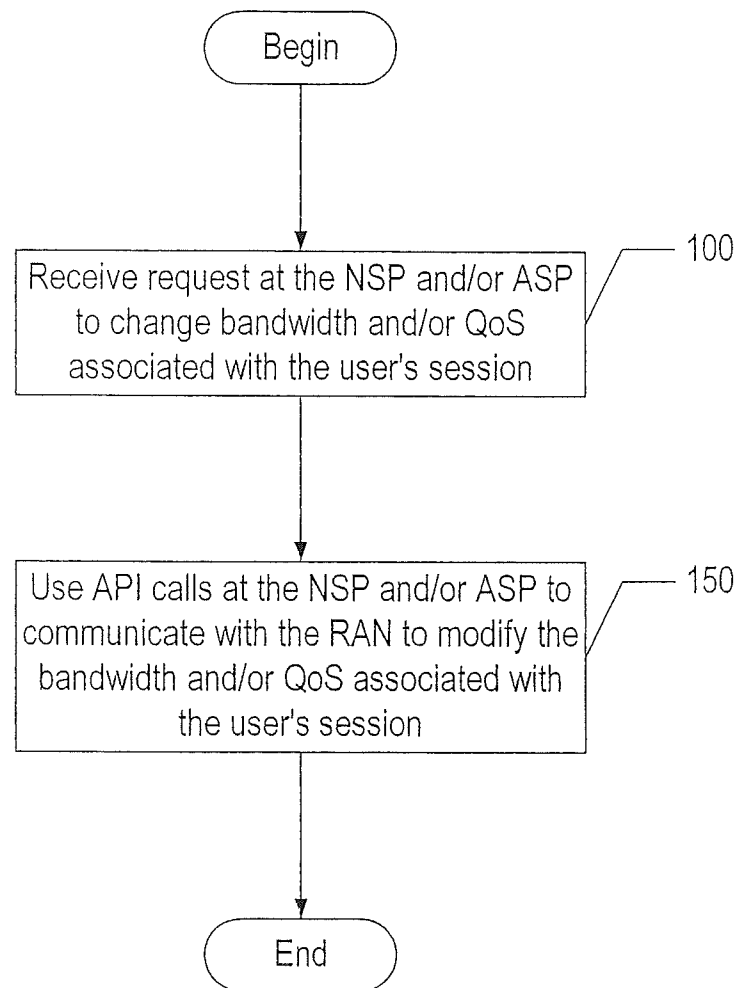 Begin
Receive request at the NSP and/or ASP
to change bandwidth and/or QoS
associated with the user's session
100
Use API calls at the NSP and/or ASP to
communicate with the RAN to modify the
bandwidth and/or QoS associated with
the user's session
150
End